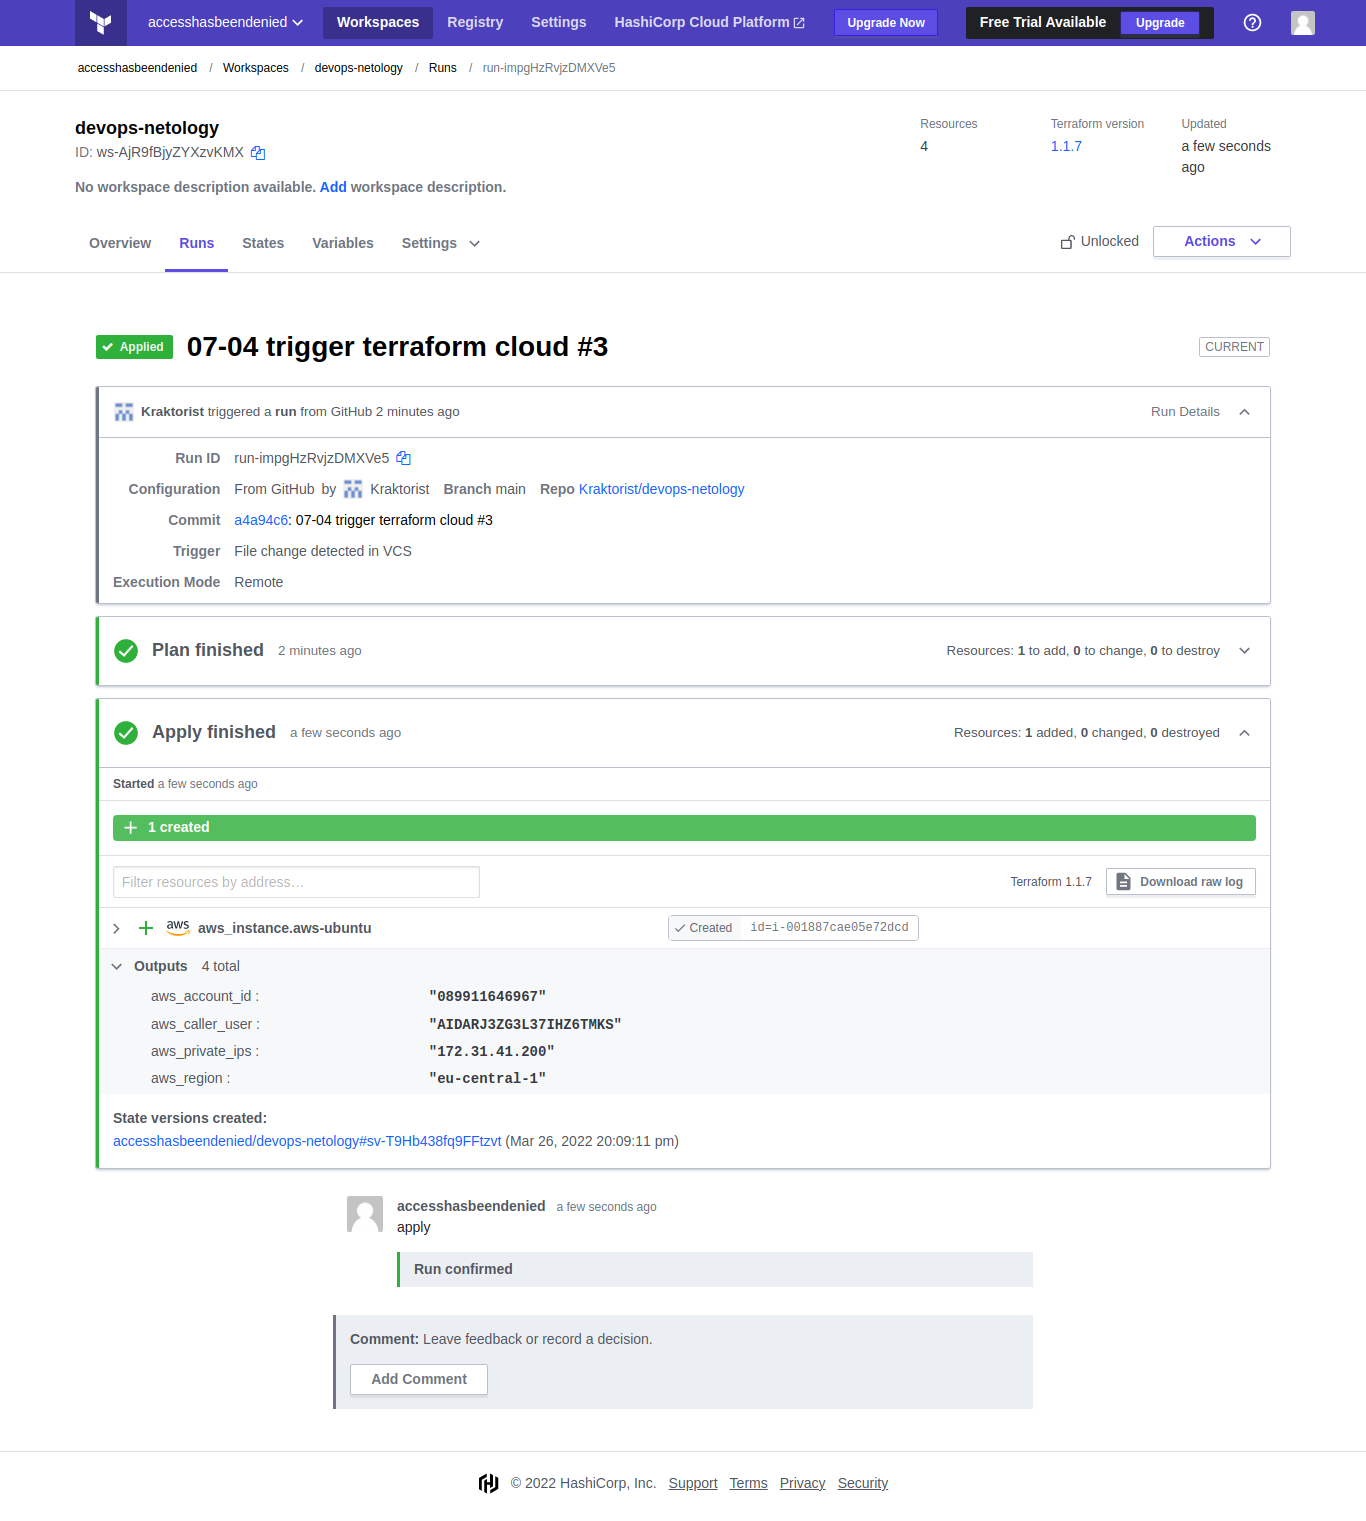 accesshasbeendenied Workspaces Registry Settings HashiCorp Cloud Platform Upgrade Now Free Trial Available Upgrade
accesshasbeendenied / Workspaces / devops-netology / Runs / run-impgHzRvjzDMXVe5
devops-netology
ID: ws-AjR9fBjyZYXzvKMX
No workspace description available. Add workspace description.
Resources
4
Terraform version
1.1.7
Updated
a few seconds
ago
Overview Runs States Variables Settings Unlocked Actions
Applied 07-04 trigger terraform cloud #3 CURRENT
Kraktorist triggered a run from GitHub 2 minutes ago Run Details
Run ID run-impgHzRvjzDMXVe5
Configuration From GitHub by Kraktorist Branch main Repo Kraktorist/devops-netology
Commit a4a94c6: 07-04 trigger terraform cloud #3
Trigger File change detected in VCS
Execution Mode Remote
Plan finished 2 minutes ago Resources: 1 to add, 0 to change, 0 to destroy
Apply finished a few seconds ago Resources: 1 added, 0 changed, 0 destroyed
Started a few seconds ago
1 created
Filter resources by address… Terraform 1.1.7 Download raw log
aws aws_instance.aws-ubuntu Created id=i-001887cae05e72dcd
Outputs 4 total
aws_account_id : "089911646967"
aws_caller_user : "AIDARJ3ZG3L37IHZ6TMKS"
aws_private_ips : "172.31.41.200"
aws_region : "eu-central-1"
State versions created:
accesshasbeendenied/devops-netology#sv-T9Hb438fq9FFtzvt (Mar 26, 2022 20:09:11 pm)
accesshasbeendenied a few seconds ago
apply
Run confirmed
Comment: Leave feedback or record a decision.
Add Comment
© 2022 HashiCorp, Inc. Support Terms Privacy Security